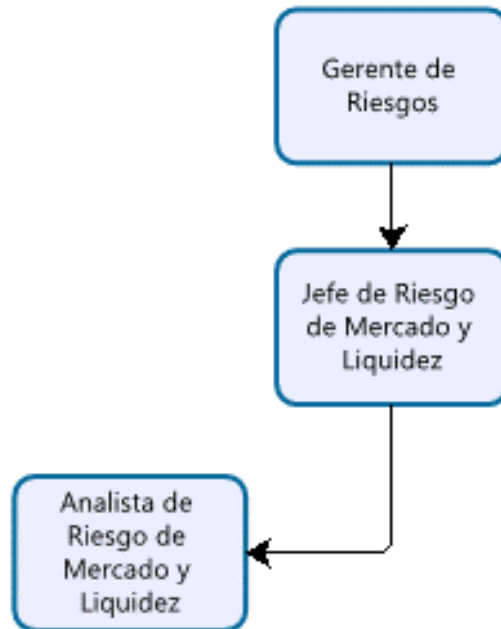 Gerente de
Riesgos
Jefe de Riesgo
de Mercado y
Liquidez
Analista de
Riesgo de
Mercado y
Liquidez